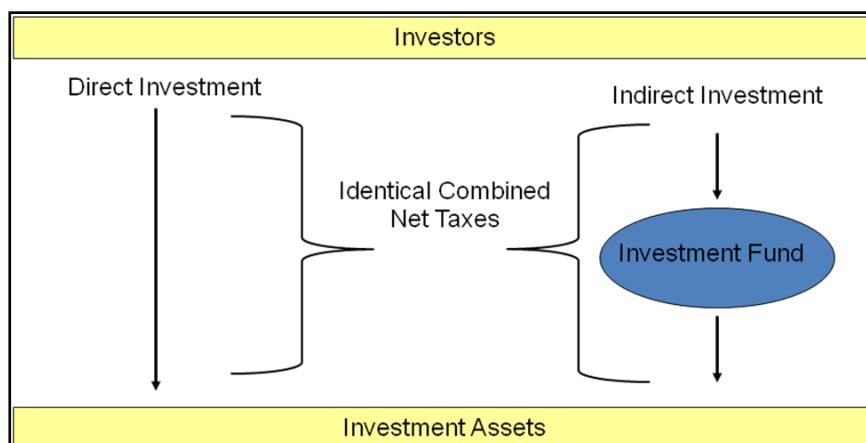 Investors
Direct Investment
Indirect Investment
Identical Combined
Net Taxes
Investment Fund
Investment Assets